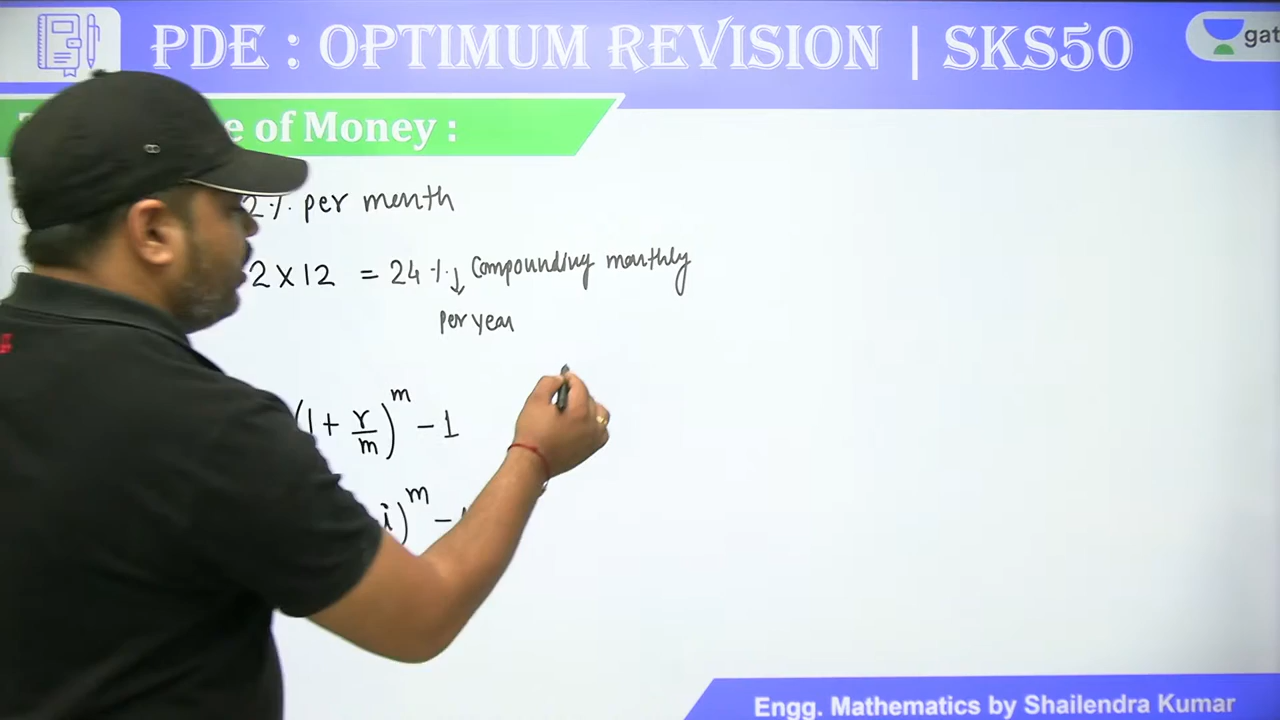 PDE : OPTIMUM REVISION | SKS50
gat
e of Money :
2% per month
2 X 12 = 24 % Compounding monthly
per year
(1 + r/m)^m - 1
i)^m -
Engg. Mathematics by Shailendra Kumar